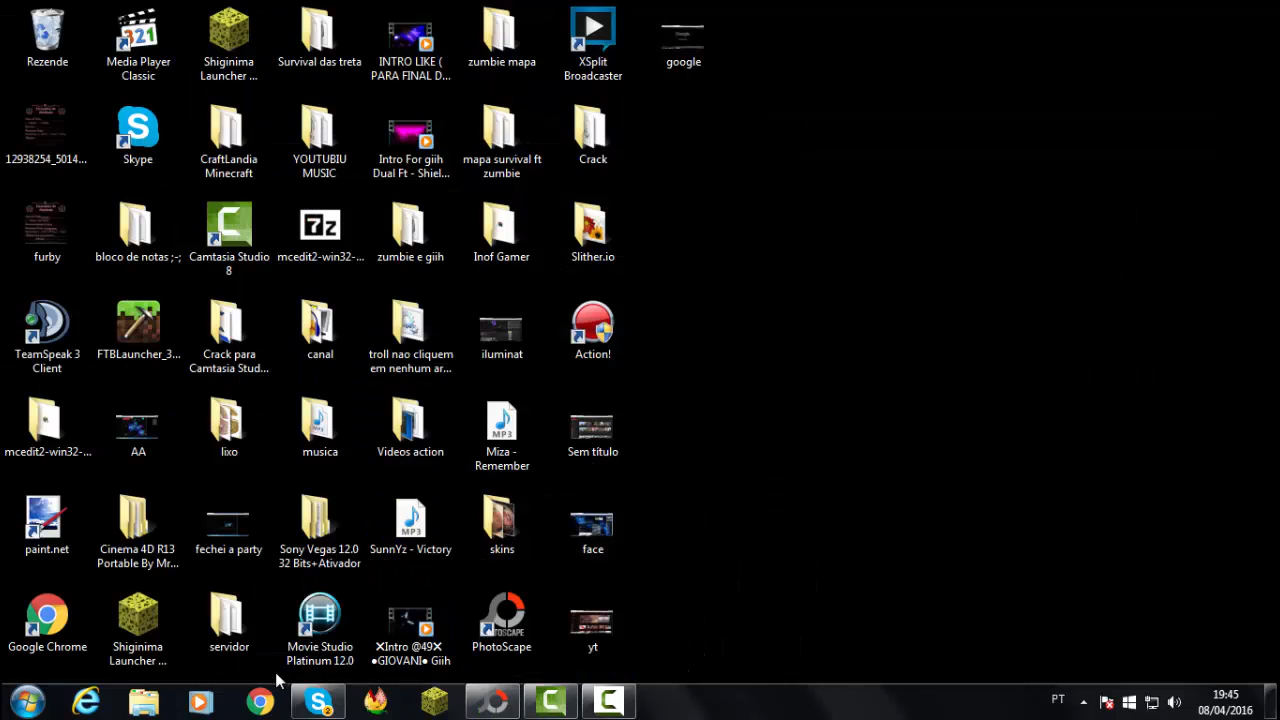 Rezende
Media Player
Classic
Shiginima
Launcher ...
Survival das treta
INTRO LIKE (
PARA FINAL D...
zumbie mapa
XSplit
Broadcaster
google
12938254_5014...
Skype
CraftLandia
Minecraft
YOUTUBIU
MUSIC
Intro For giih
Dual Ft - Shiel...
mapa survival ft
zumbie
Crack
furby
bloco de notas ;-;
Camtasia Studio
8
mcedit2-win32-...
zumbie e giih
Inof Gamer
Slither.io
TeamSpeak 3
Client
FTBLauncher_3...
Crack para
Camtasia Stud...
canal
troll nao cliquem
em nenhum ar...
iluminat
Action!
mcedit2-win32-...
AA
lixo
musica
Videos action
MP3
Miza -
Remember
Sem título
paint.net
Cinema 4D R13
Portable By Mr...
fechei a party
Sony Vegas 12.0
32 Bits+Ativador
MP3
SunnYz - Victory
skins
face
Google Chrome
Shiginima
Launcher ...
servidor
Movie Studio
Platinum 12.0
✕Intro @49✕
●GIOVANI● Giih
PhotoScape
yt
PT
19:45
08/04/2016